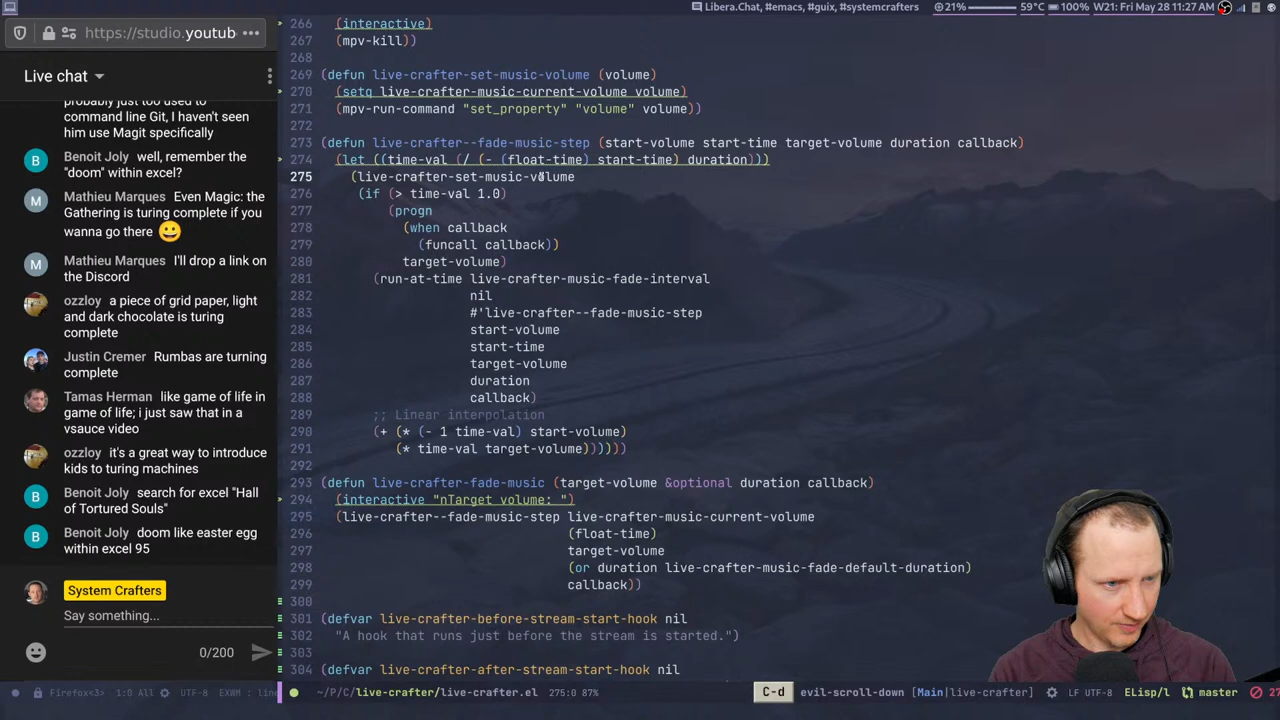 Libera.Chat, #emacs, #guix, #systemcrafters
21%
59°C
100%
W21: Fri May 28 11:27 AM
https://studio.youtub
Live chat
probably just too used to
command line Git, I haven't seen
him use Magit specifically
B
Benoit Joly well, remember the
"doom" within excel?
M
Mathieu Marques Even Magic: the
Gathering is turing complete if you
wanna go there 😀
M
Mathieu Marques I'll drop a link on
the Discord
ozzloy a piece of grid paper, light
and dark chocolate is turing
complete
Justin Cremer Rumbas are turning
complete
Tamas Herman like game of life in
game of life; i just saw that in a
vsauce video
ozzloy it's a great way to introduce
kids to turing machines
B
Benoit Joly search for excel "Hall
of Tortured Souls"
B
Benoit Joly doom like easter egg
within excel 95
System Crafters
Say something...
0/200
266 (interactive)
267 (mpv-kill))
268
269 (defun live-crafter-set-music-volume (volume)
270 (setq live-crafter-music-current-volume volume)
271 (mpv-run-command "set_property" "volume" volume))
272
273 (defun live-crafter--fade-music-step (start-volume start-time target-volume duration callback)
274 (let ((time-val (/ (- (float-time) start-time) duration)))
275 (live-crafter-set-music-volume
276 (if (> time-val 1.0)
277 (progn
278 (when callback
279 (funcall callback))
280 target-volume)
281 (run-at-time live-crafter-music-fade-interval
282 nil
283 #'live-crafter--fade-music-step
284 start-volume
285 start-time
286 target-volume
287 duration
288 callback)
289 ;; Linear interpolation
290 (+ (* (- 1 time-val) start-volume)
291 (* time-val target-volume))))))
292
293 (defun live-crafter-fade-music (target-volume &optional duration callback)
294 (interactive "nTarget volume: ")
295 (live-crafter--fade-music-step live-crafter-music-current-volume
296 (float-time)
297 target-volume
298 (or duration live-crafter-music-fade-default-duration)
299 callback))
300
301 (defvar live-crafter-before-stream-start-hook nil
302 "A hook that runs just before the stream is started.")
303
304 (defvar live-crafter-after-stream-start-hook nil
Firefox<3> 1:0 All UTF-8 EXWM : line
~/P/C/live-crafter/live-crafter.el 275:0 87% C-d evil-scroll-down [Main|live-crafter] LF UTF-8 ELisp/l master 27